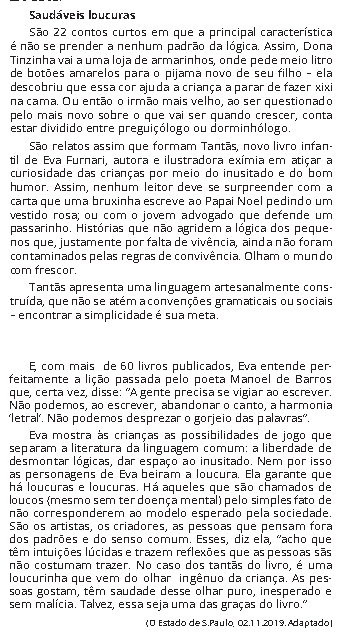 Saudáveis loucuras
São 22 contos curtos em que a principal característica
é não se prender a nenhum padrão da lógica. Assim, Dona
Tinzinha vai a uma loja de armarinhos, onde pede meio litro
de botões amarelos para o pijama novo de seu filho – ela
descobriu que essa cor ajuda a criança a parar de fazer xixi
na cama. Ou então o irmão mais velho, ao ser questionado
pelo mais novo sobre o que vai ser quando crescer, conta
estar dividido entre preguiçólogo ou dorminhólogo.
São relatos assim que formam Tantãs, novo livro infan-
til de Eva Furnari, autora e ilustradora exímia em atiçar a
curiosidade das crianças por meio do inusitado e do bom
humor. Assim, nenhum leitor deve se surpreender com a
carta que uma bruxinha escreve ao Papai Noel pedindo um
vestido rosa; ou com o jovem advogado que defende um
passarinho. Histórias que não agridem a lógica dos peque-
nos que, justamente por falta de vivência, ainda não foram
contaminados pelas regras de convivência. Olham o mundo
com frescor.
Tantãs apresenta uma linguagem artesanalmente cons-
truída, que não se atém a convenções gramaticais ou sociais
– encontrar a simplicidade é sua meta.
E, com mais de 60 livros publicados, Eva entende per-
feitamente a lição passada pelo poeta Manoel de Barros
que, certa vez, disse: “A gente precisa se vigiar ao escrever.
Não podemos, ao escrever, abandonar o canto, a harmonia
‘letral’. Não podemos desprezar o gorjeio das palavras”.
Eva mostra às crianças as possibilidades de jogo que
separam a literatura da linguagem comum: a liberdade de
desmontar lógicas, dar espaço ao inusitado. Nem por isso
as personagens de Eva beiram a loucura. Ela garante que
há loucuras e loucuras. Há aqueles que são chamados de
loucos (mesmo sem ter doença mental) pelo simples fato de
não corresponderem ao modelo esperado pela sociedade.
São os artistas, os criadores, as pessoas que pensam fora
dos padrões e do senso comum. Esses, diz ela, “acho que
têm intuições lúcidas e trazem reflexões que as pessoas sãs
não costumam trazer. No caso dos tantãs do livro, é uma
loucurinha que vem do olhar ingênuo da criança. As pes-
soas gostam, têm saudade desse olhar puro, inesperado e
sem malícia. Talvez, essa seja uma das graças do livro.”
(O Estado de S.Paulo, 02.11.2019. Adaptado)